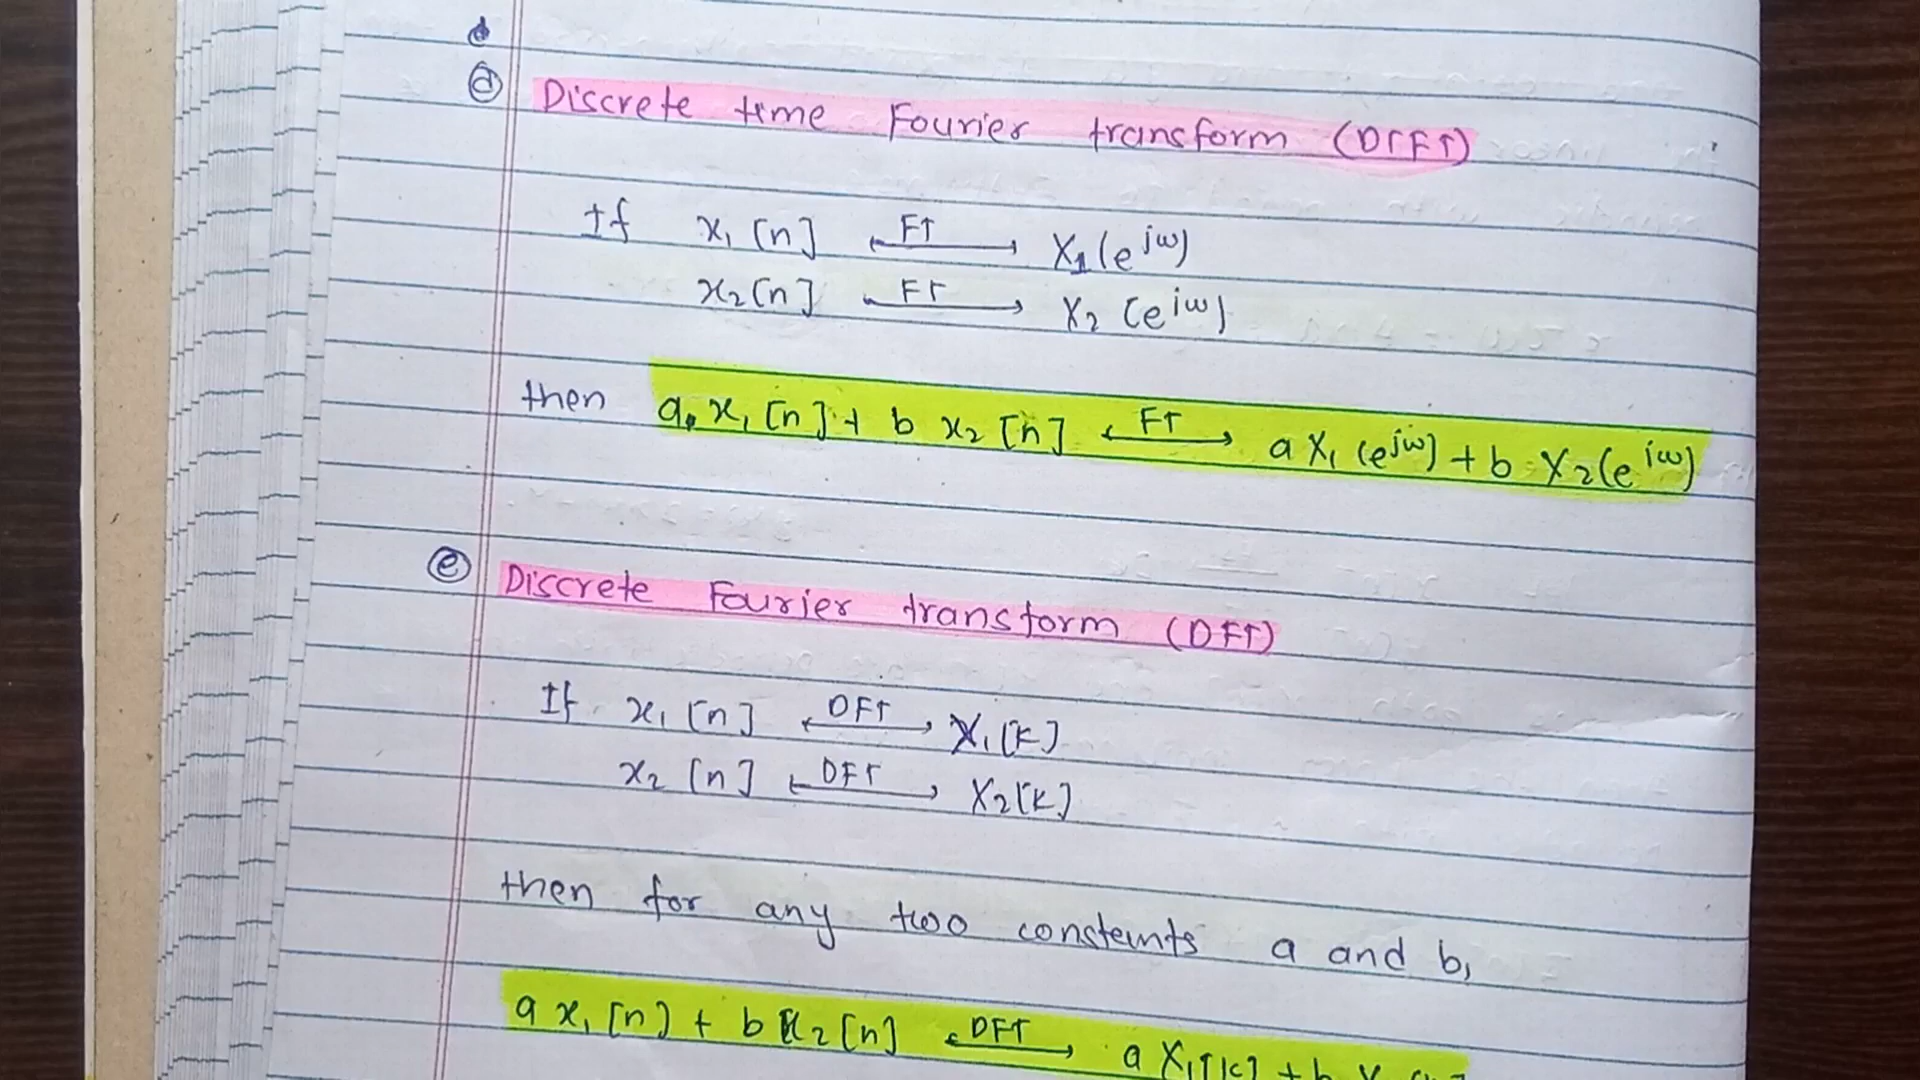 d
ⓓ Discrete time Fourier transform (DTFT)
If x₁[n] ←FT→ X₁(e^jω)
x₂[n] ←FT→ X₂(e^jω)
then a x₁[n] + b x₂[n] ←FT→ a X₁(e^jω) + b X₂(e^jω)
ⓔ Discrete Fourier transform (DFT)
If x₁[n] ←DFT→ X₁[k]
x₂[n] ←DFT→ X₂[k]
then for any two constants a and b,
a x₁[n] + b x₂[n] ←DFT→ a X₁[k] + b